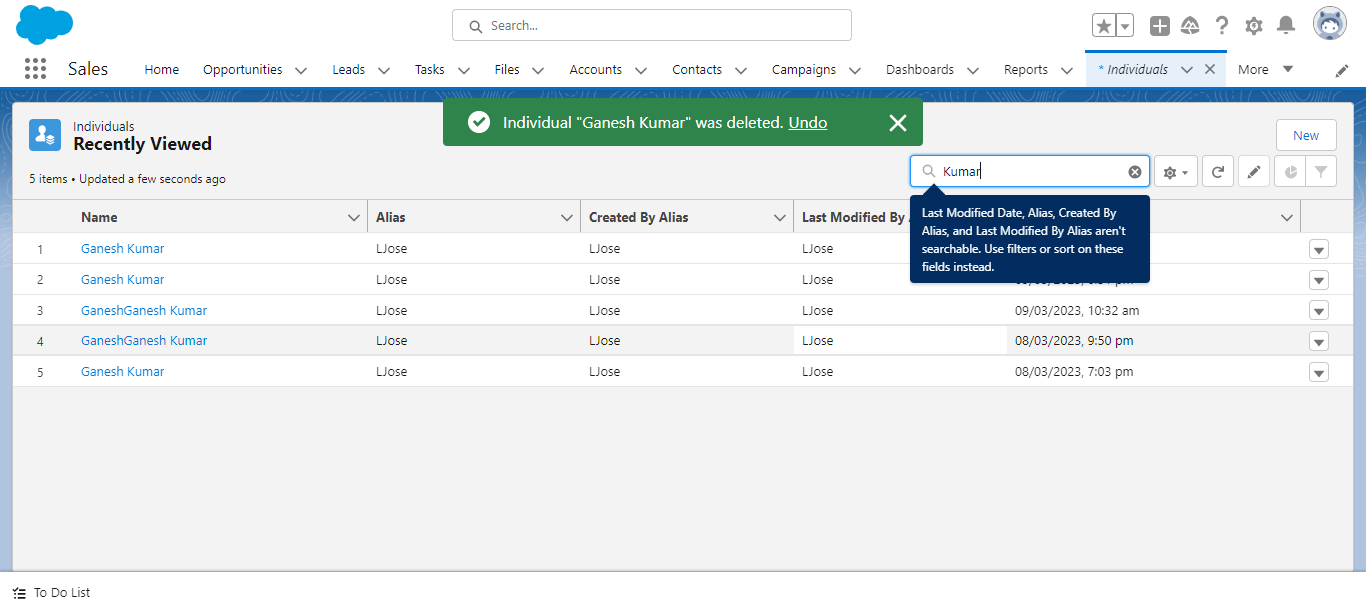 Search...
Sales
Home
Opportunities
Leads
Tasks
Files
Accounts
Contacts
Campaigns
Dashboards
Reports
* Individuals
More
Individual "Ganesh Kumar" was deleted. Undo
Individuals
Recently Viewed
New
5 items • Updated a few seconds ago
Kumar
Last Modified Date, Alias, Created By
Alias, and Last Modified By Alias aren't
searchable. Use filters or sort on these
fields instead.
Name Alias Created By Alias Last Modified By
1 Ganesh Kumar LJose LJose LJose
2 Ganesh Kumar LJose LJose LJose
3 GaneshGanesh Kumar LJose LJose LJose 09/03/2023, 10:32 am
4 GaneshGanesh Kumar LJose LJose LJose 08/03/2023, 9:50 pm
5 Ganesh Kumar LJose LJose LJose 08/03/2023, 7:03 pm
To Do List